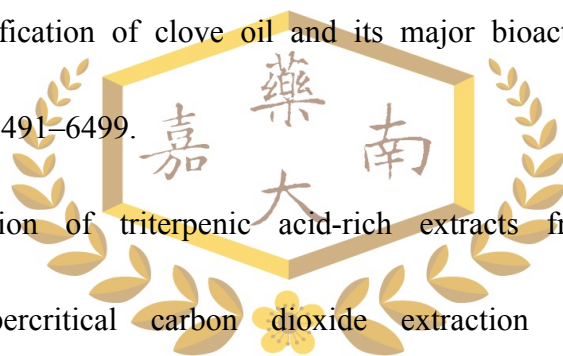 fication of clove oil and its major bioact
藥
491–6499.
嘉 南
大
ion of triterpenic acid-rich extracts fr
percritical carbon dioxide extraction